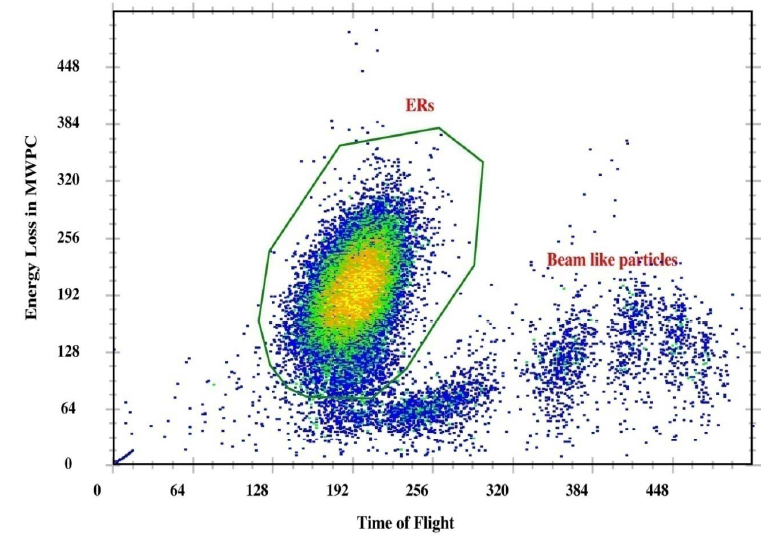 448
ERs
384
320
256
Beam like particles
192
128
64
0
Energy Loss in MWPC
0 64 128 192 256 320 384 448
Time of Flight